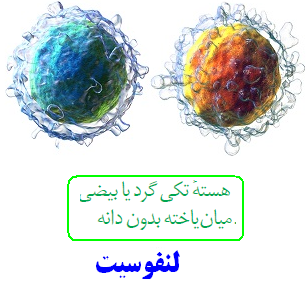 هستهٔ تکی گرد یا بیضی
میان‌یاخته بدون دانه.
لنفوسیت